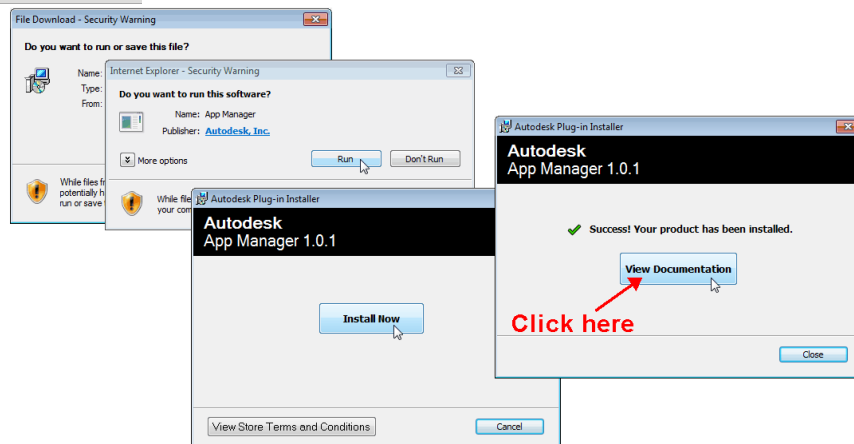 File Download - Security Warning
Do you want to run or save this file?
Name:
Type:
From:
While files fr
potentially h
run or save
Internet Explorer - Security Warning
Do you want to run this software?
Name: App Manager
Publisher: Autodesk, Inc.
More options
Run
Don't Run
While file
your com
Autodesk Plug-in Installer
Autodesk
App Manager 1.0.1
Install Now
View Store Terms and Conditions
Cancel
Autodesk Plug-in Installer
Autodesk
App Manager 1.0.1
Success! Your product has been installed.
View Documentation
Click here
Close